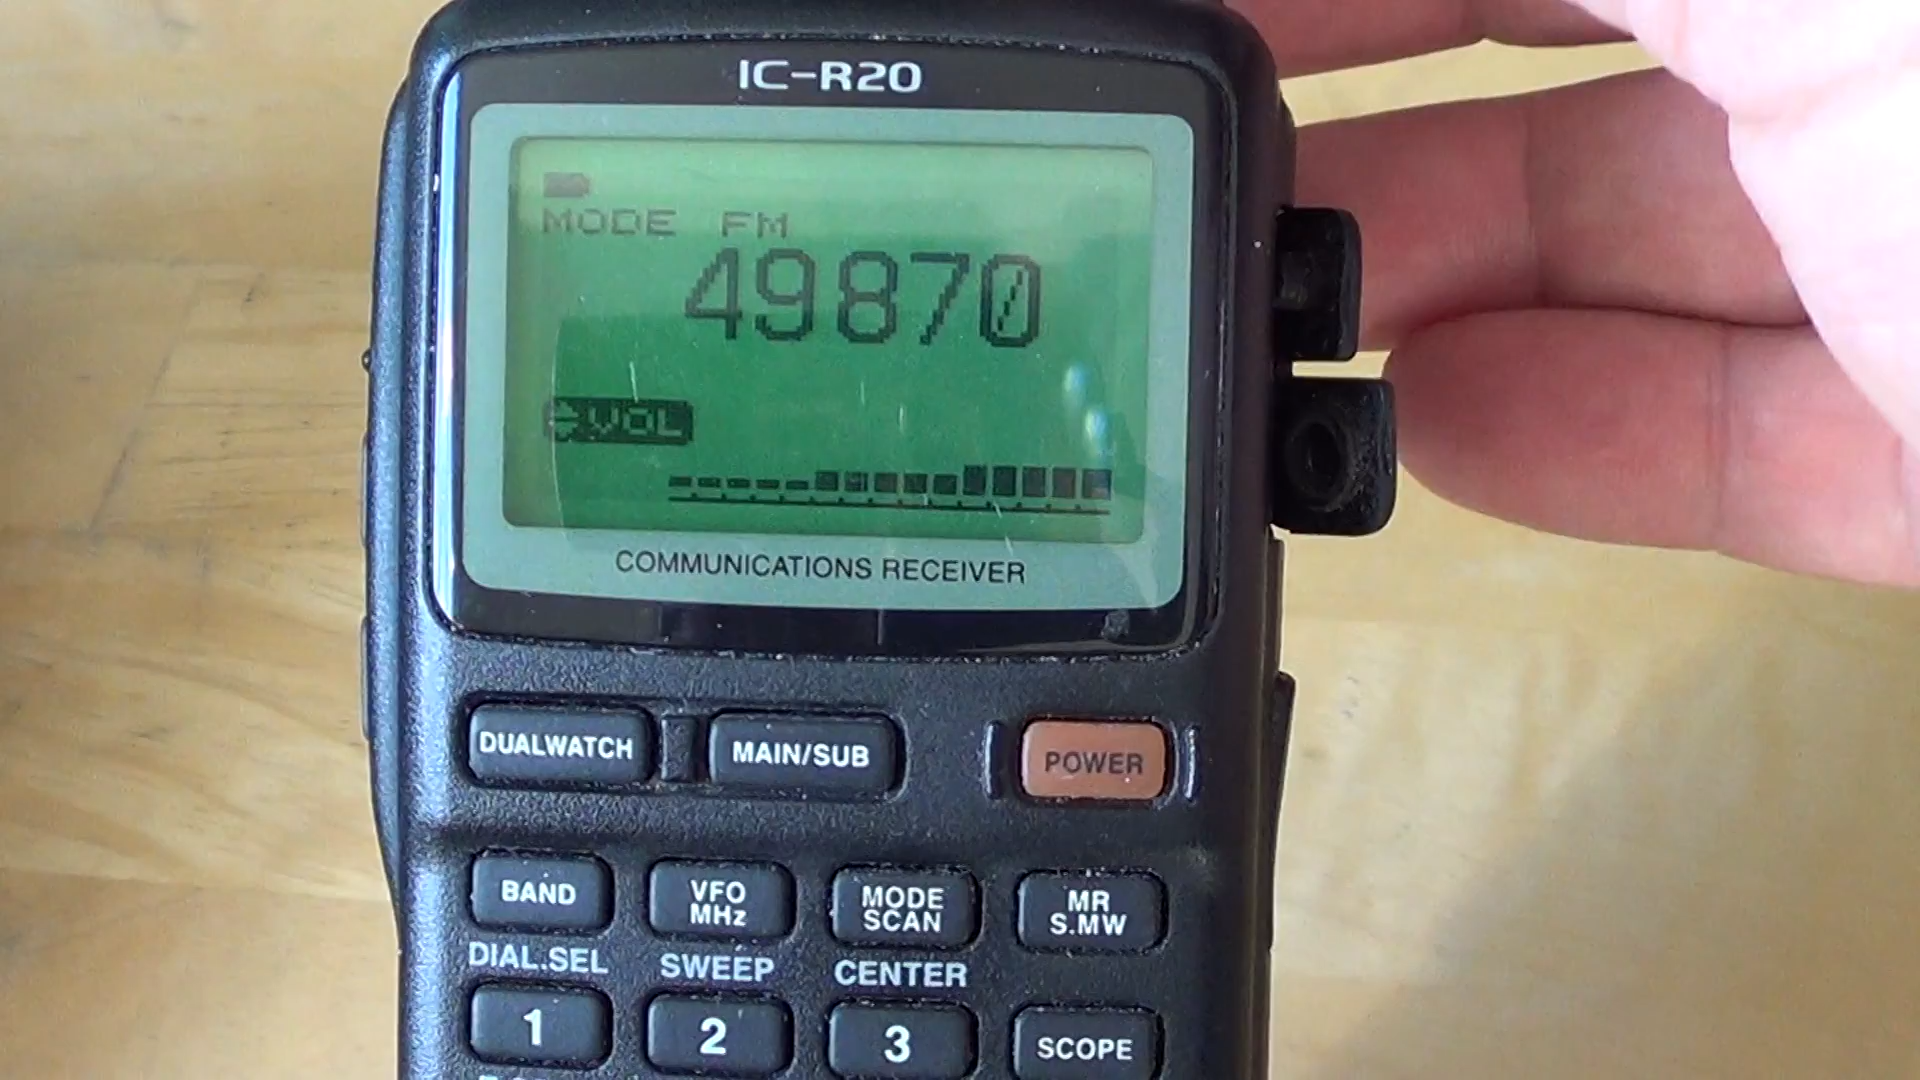 IC-R20
MODE FM
49870
VOL
COMMUNICATIONS RECEIVER
DUALWATCH
MAIN/SUB
POWER
BAND
VFO
MHz
MODE
SCAN
MR
S.MW
DIAL.SEL
SWEEP
CENTER
1
2
3
SCOPE